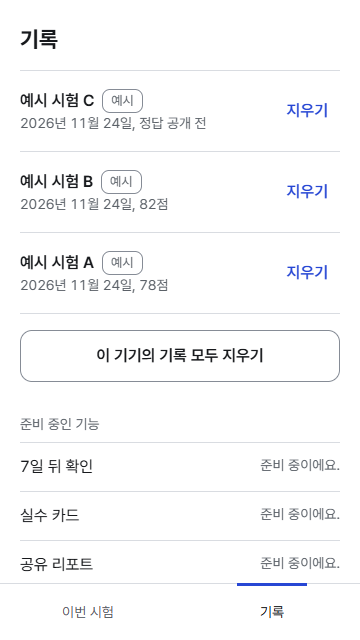 기록
예시 시험 C 예시
2026년 11월 24일, 정답 공개 전
지우기
예시 시험 B 예시
2026년 11월 24일, 82점
지우기
예시 시험 A 예시
2026년 11월 24일, 78점
지우기
이 기기의 기록 모두 지우기
준비 중인 기능
7일 뒤 확인 준비 중이에요.
실수 카드 준비 중이에요.
공유 리포트 준비 중이에요.
이번 시험 기록